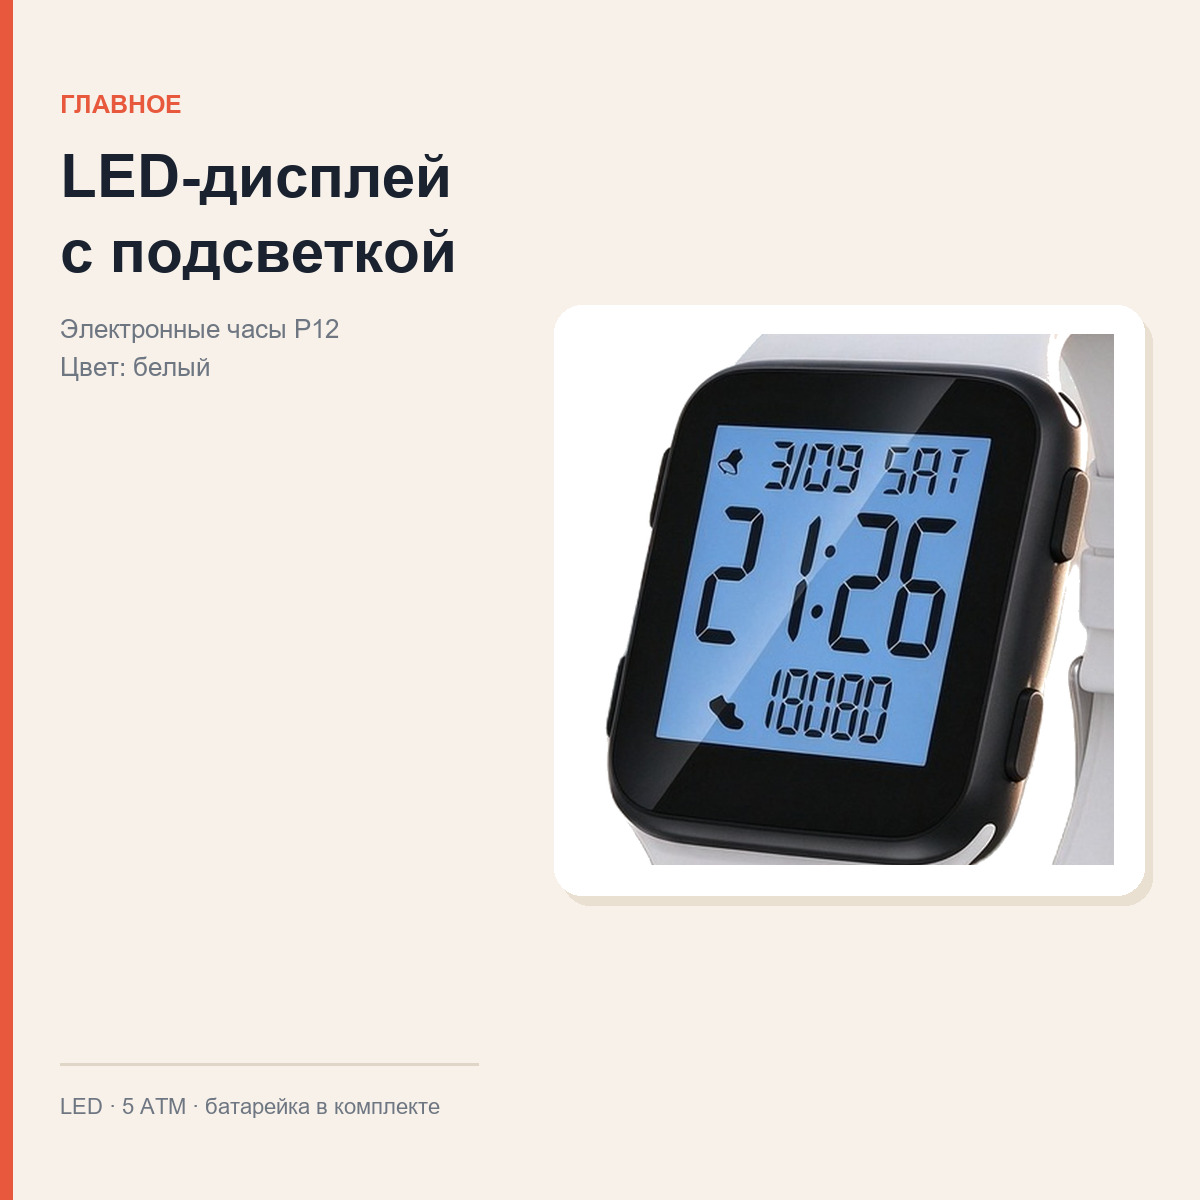 ГЛАВНОЕ
LED-дисплей
с подсветкой
Электронные часы P12
Цвет: белый
3/09 SAT
21:26
18080
LED · 5 ATM · батарейка в комплекте